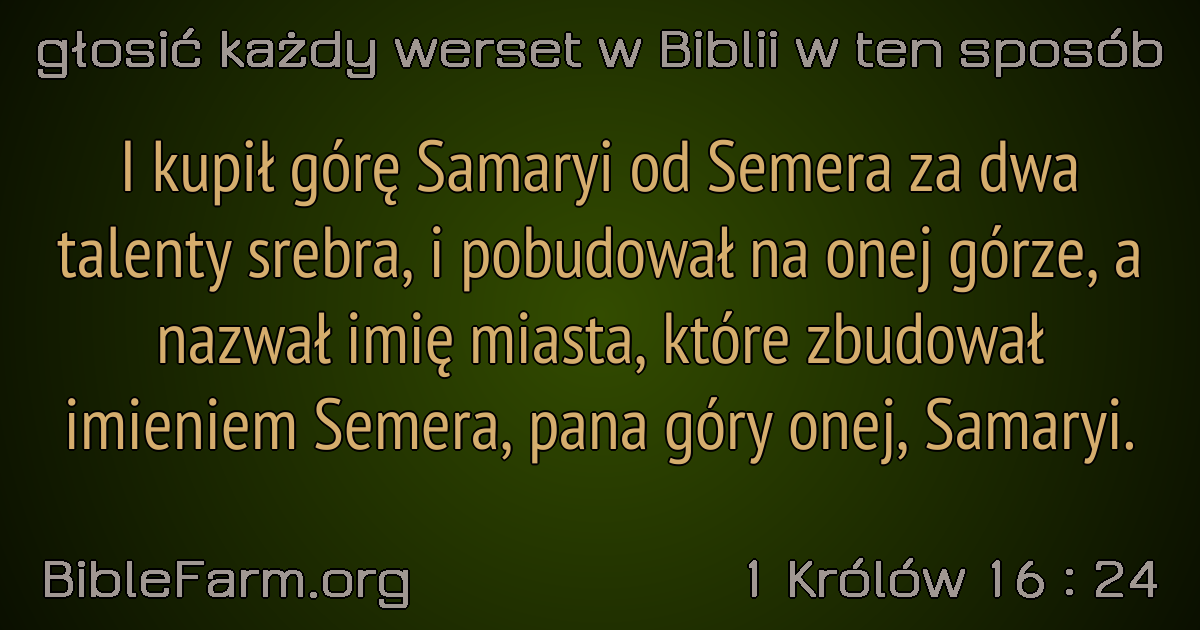 głosić każdy werset w Biblii w ten sposób
I kupił górę Samaryi od Semera za dwa
talenty srebra, i pobudował na onej górze, a
nazwał imię miasta, które zbudował
imieniem Semera, pana góry onej, Samaryi.
BibleFarm.org
1 Królów 16 : 24